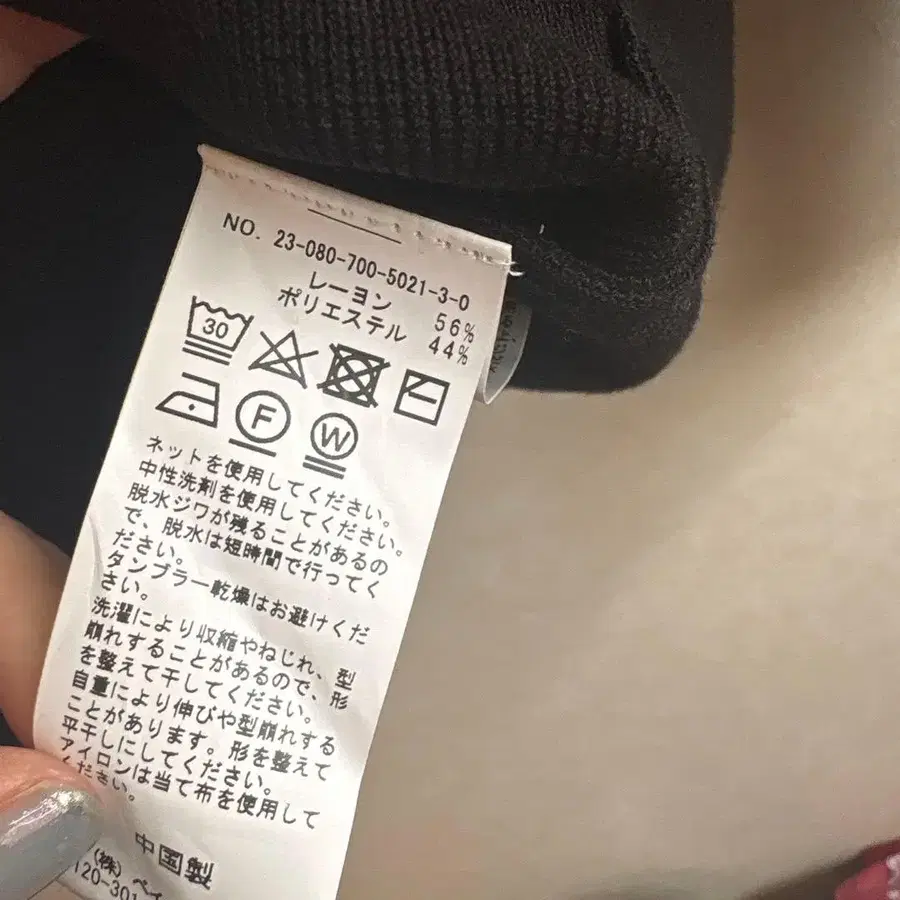 NO. 23-080-700-5021-3-0
レーヨン 56%
ポリエステル 44%
30
F
W
ネットを使用してください。
中性洗剤を使用してください。
脱水ジワが残ることがあるの
で、脱水は短時間で行ってく
ださい。
タンブラー乾燥はお避けくだ
さい。
洗濯により収縮やねじれ、型
崩れすることがあるので、形
を整えて干してください。
自重により伸びや型崩れする
ことがあります。形を整えて
平干しにしてください。
アイロンは当て布を使用して
ください。
中国製
(株) ベイ
120-301